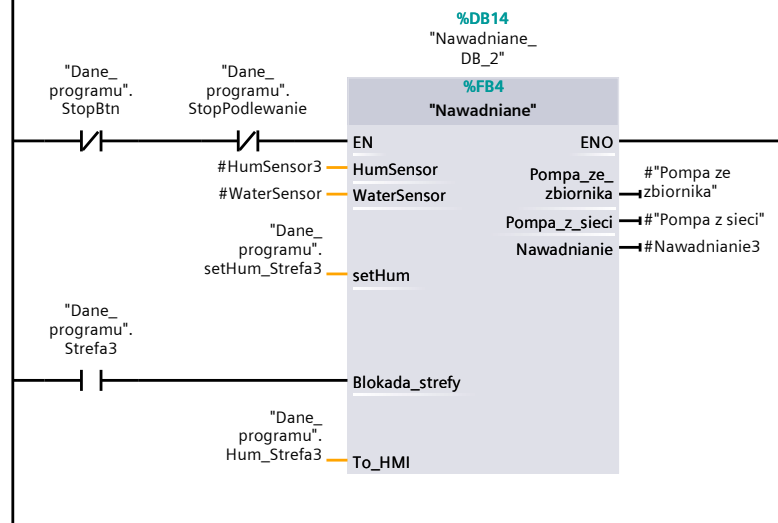 %DB14
"Nawadniane_
DB_2"
%FB4
"Nawadniane"
"Dane_
programu".
StopBtn
"Dane_
programu".
StopPodlewanie
EN
ENO
#HumSensor3
HumSensor
#WaterSensor
WaterSensor
"Dane_
programu".
setHum_Strefa3
setHum
"Dane_
programu".
Strefa3
Blokada_strefy
"Dane_
programu".
Hum_Strefa3
To_HMI
Pompa_ze_
zbiornika
#"Pompa ze
zbiornika"
Pompa_z_sieci
#"Pompa z sieci"
Nawadnianie
#Nawadnianie3